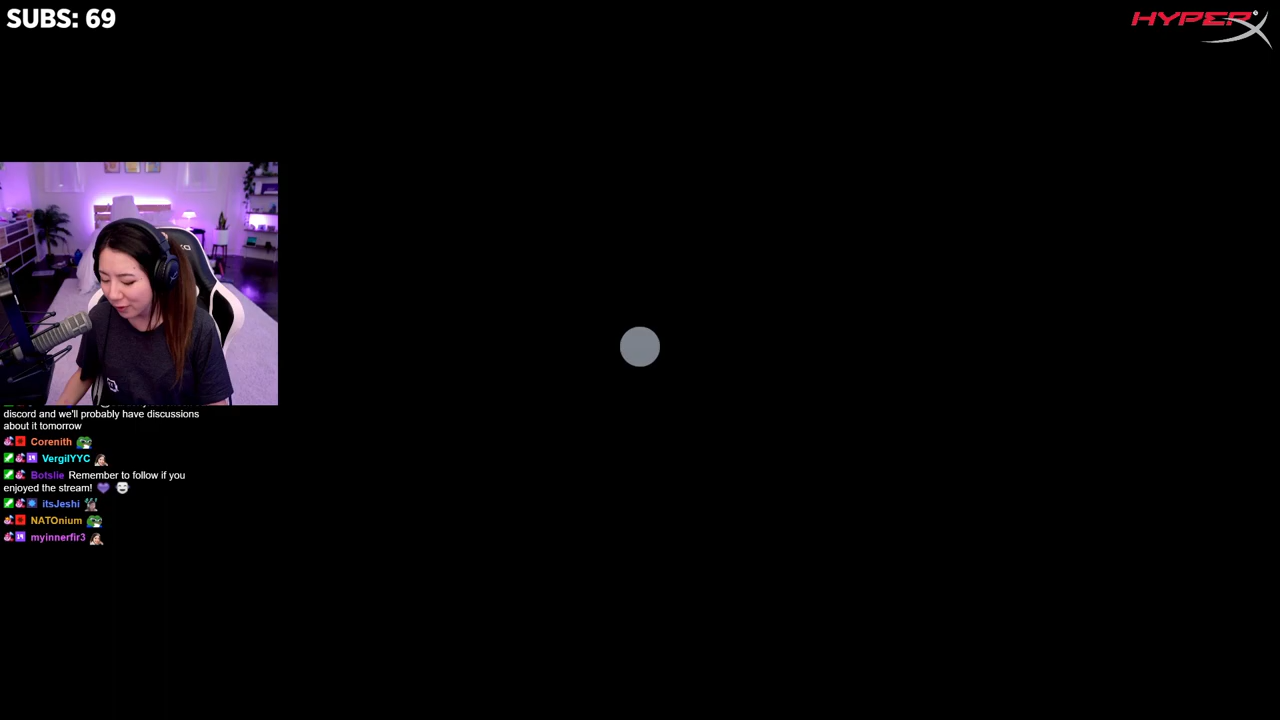 SUBS: 69
HYPERX
discord and we'll probably have discussions
about it tomorrow
Corenith
VergilYYC
Botslie Remember to follow if you
enjoyed the stream!
itsJeshi
NATOnium
myinnerfir3